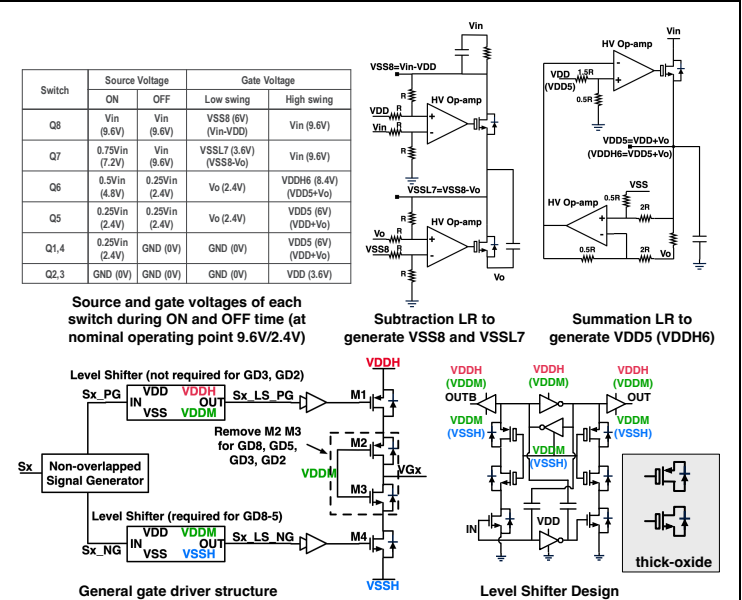 Switch Source Voltage Gate Voltage
ON OFF Low swing High swing
Q8 Vin (9.6V) Vin (9.6V) VSS8 (6V) (Vin-VDD) Vin (9.6V)
Q7 0.75Vin (7.2V) Vin (9.6V) VSSL7 (3.6V) (VSS8-Vo) Vin (9.6V)
Q6 0.5Vin (4.8V) 0.25Vin (2.4V) Vo (2.4V) VDDH6 (8.4V) (VDD5+Vo)
Q5 0.25Vin (2.4V) 0.25Vin (2.4V) Vo (2.4V) VDD5 (6V) (VDD+Vo)
Q1,4 0.25Vin (2.4V) GND (0V) GND (0V) VDD5 (6V) (VDD+Vo)
Q2,3 GND (0V) GND (0V) GND (0V) VDD (3.6V)
Source and gate voltages of each
switch during ON and OFF time (at
nominal operating point 9.6V/2.4V)
Vin
VSS8=Vin-VDD
R
HV Op-amp
VDD R
+
Vin R
-
R
VSSL7=VSS8-Vo
R
HV Op-amp
Vo R
+
VSS8 R
-
R
Vo
Subtraction LR to
generate VSS8 and VSSL7
Vin
HV Op-amp
-
VDD 1.5R
+
(VDD5)
0.5R
VDD5=VDD+Vo
(VDDH6=VDD5+Vo)
VSS
HV Op-amp
0.5R
+ 2R
-
0.5R 2R
Vo
Summation LR to
generate VDD5 (VDDH6)
Level Shifter (not required for GD3, GD2)
Sx_PG
VDD VDDH
IN OUT
VSS VDDM
Sx_LS_PG
VDDH
M1
Remove M2 M3
for GD8, GD5,
GD3, GD2
M2
VDDM
VGx
M3
Sx
Non-overlapped
Signal Generator
Level Shifter (required for GD8-5)
Sx_NG
VDD VDDM
IN OUT
VSS VSSH
Sx_LS_NG
M4
VSSH
General gate driver structure
VDDH VDDH VDDH
(VDDM) (VDDM) (VDDM)
OUTB OUT
VDDM VDDM
(VSSH) (VSSH)
VDDM
(VSSH)
IN
VDD
thick-oxide
Level Shifter Design